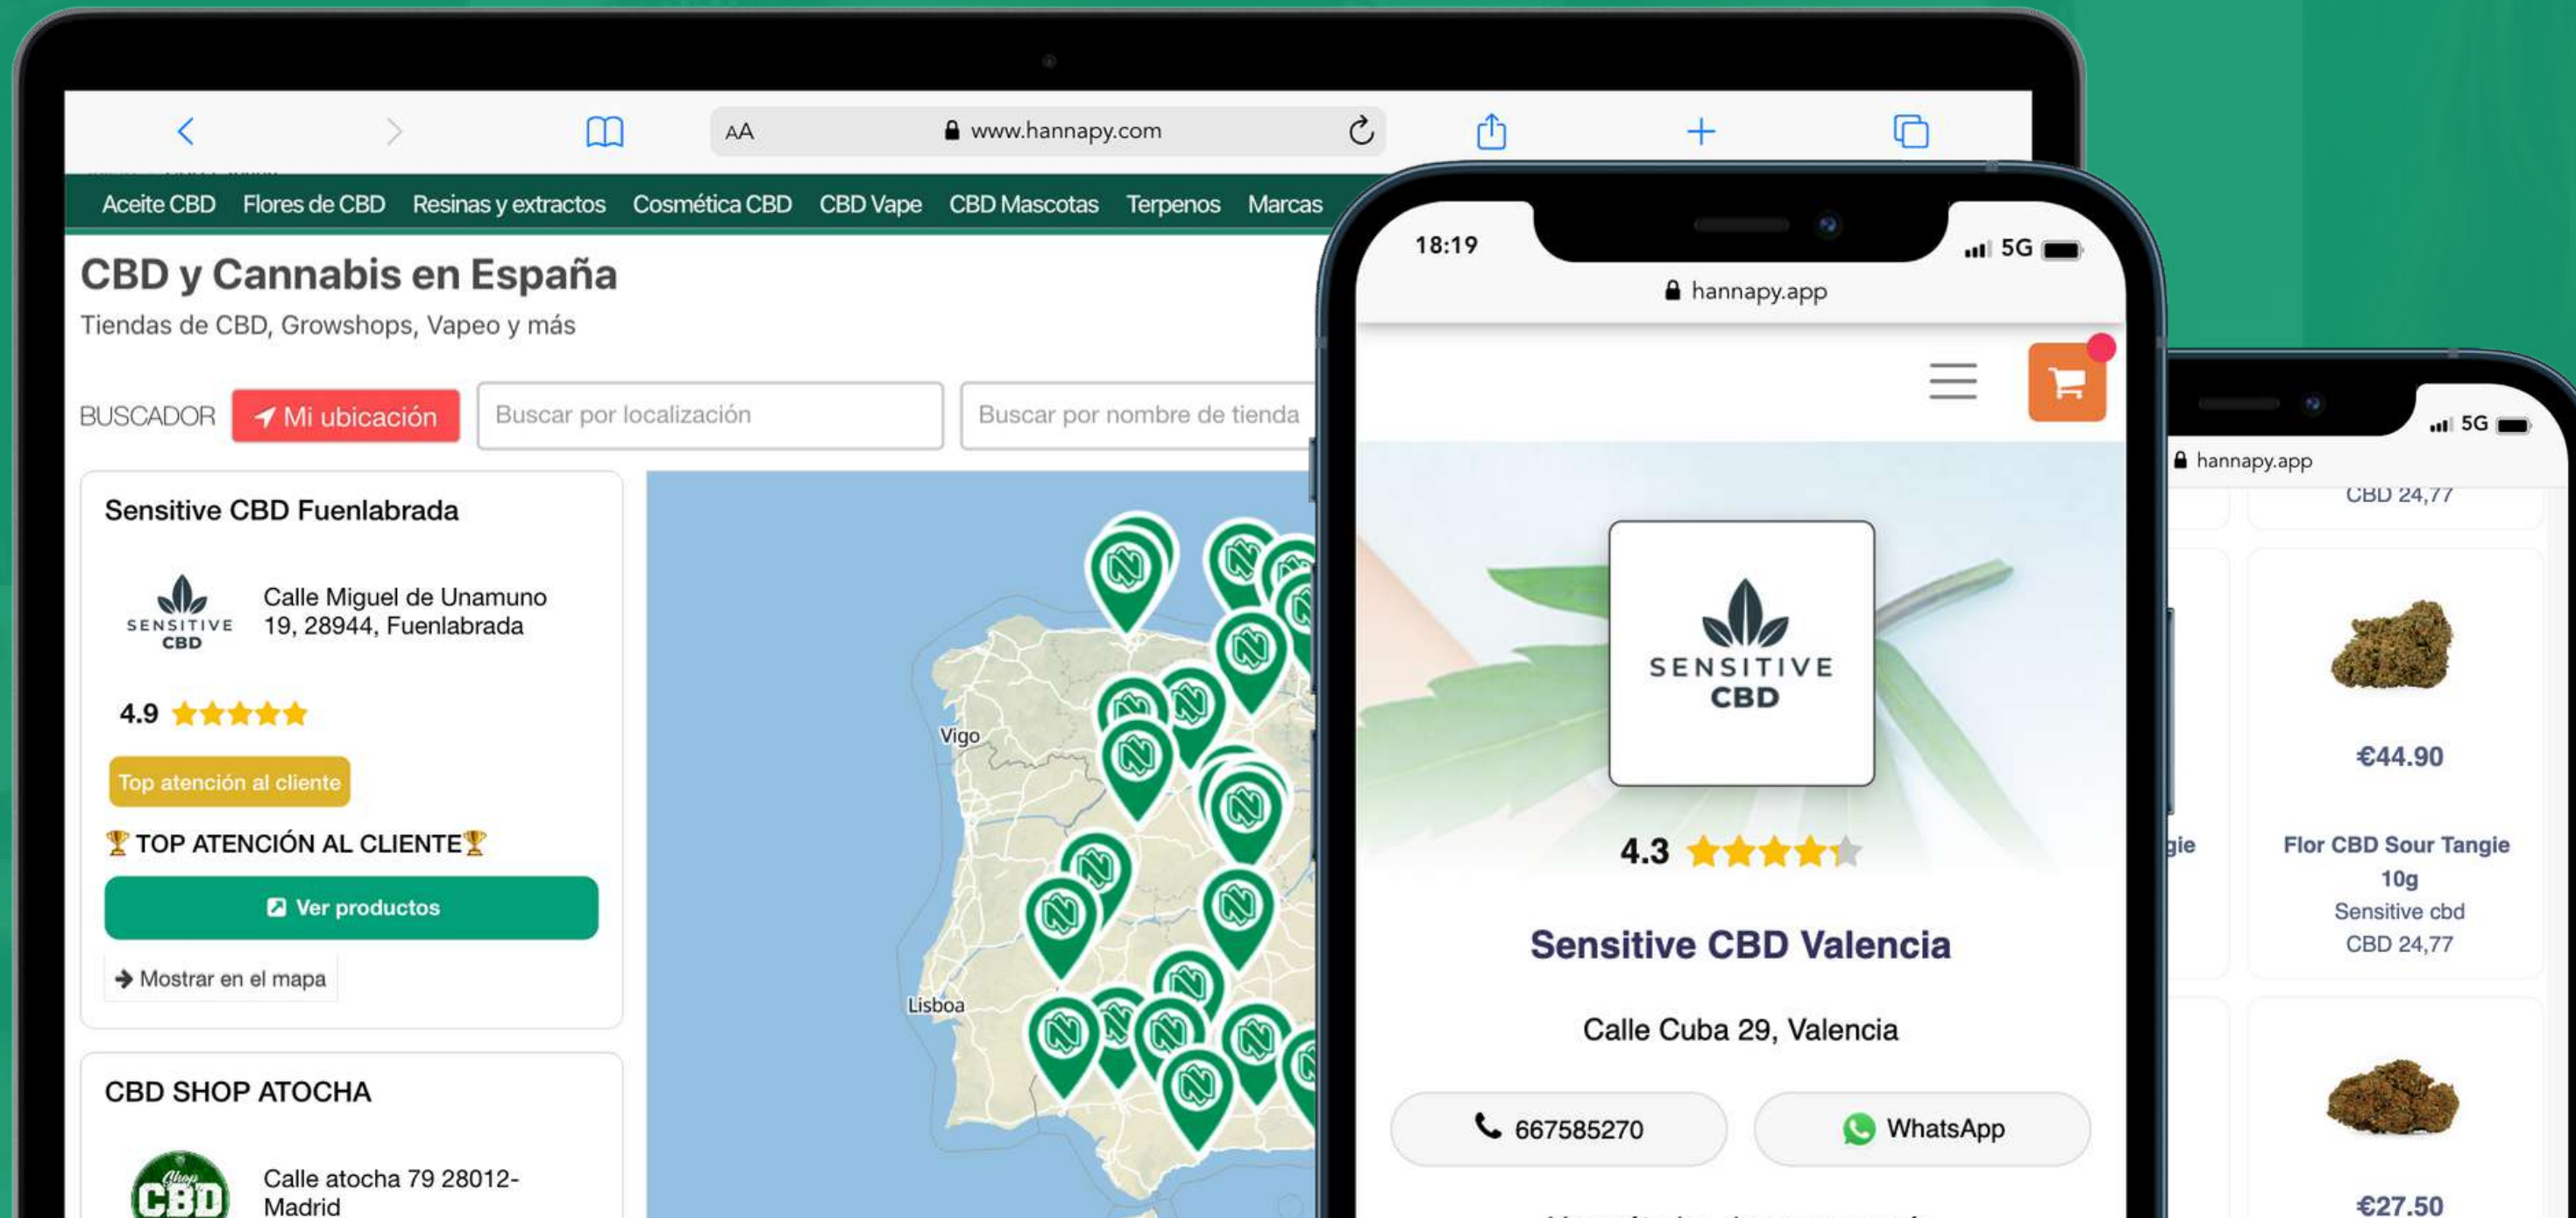 AA
www.hannapy.com
Aceite CBD Flores de CBD Resinas y extractos Cosmética CBD CBD Vape CBD Mascotas Terpenos Marcas
CBD y Cannabis en España
Tiendas de CBD, Growshops, Vapeo y más
BUSCADOR Mi ubicación Buscar por localización Buscar por nombre de tienda
Sensitive CBD Fuenlabrada
SENSITIVE
CBD
Calle Miguel de Unamuno
19, 28944, Fuenlabrada
4.9
Top atención al cliente
TOP ATENCIÓN AL CLIENTE
Ver productos
Mostrar en el mapa
CBD SHOP ATOCHA
Shop
CBD
Calle atocha 79 28012-
Madrid
Vigo
Lisboa
18:19
5G
hannapy.app
SENSITIVE
CBD
4.3
Sensitive CBD Valencia
Calle Cuba 29, Valencia
667585270
WhatsApp
5G
hannapy.app
CBD 24,77
€44.90
gie
Flor CBD Sour Tangie
10g
Sensitive cbd
CBD 24,77
€27.50